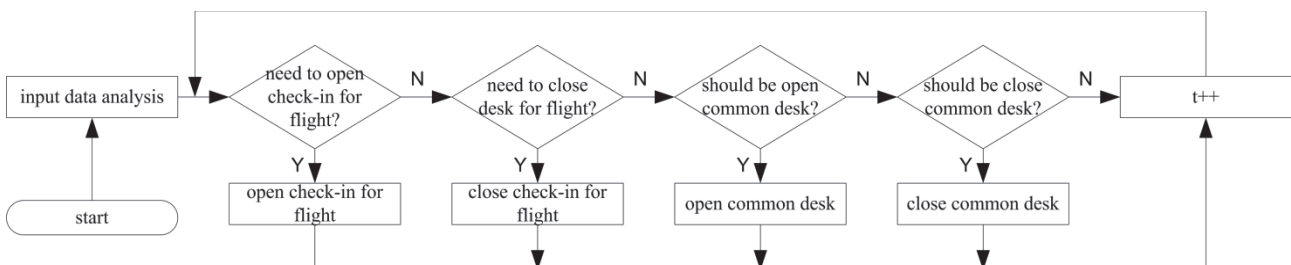 need to open
check-in for
flight?
N
need to close
desk for flight?
N
should be open
common desk?
N
should be close
common desk?
N
input data analysis
t++
Y
Y
Y
Y
open check-in for
flight
close check-in for
flight
open common desk
close common desk
start